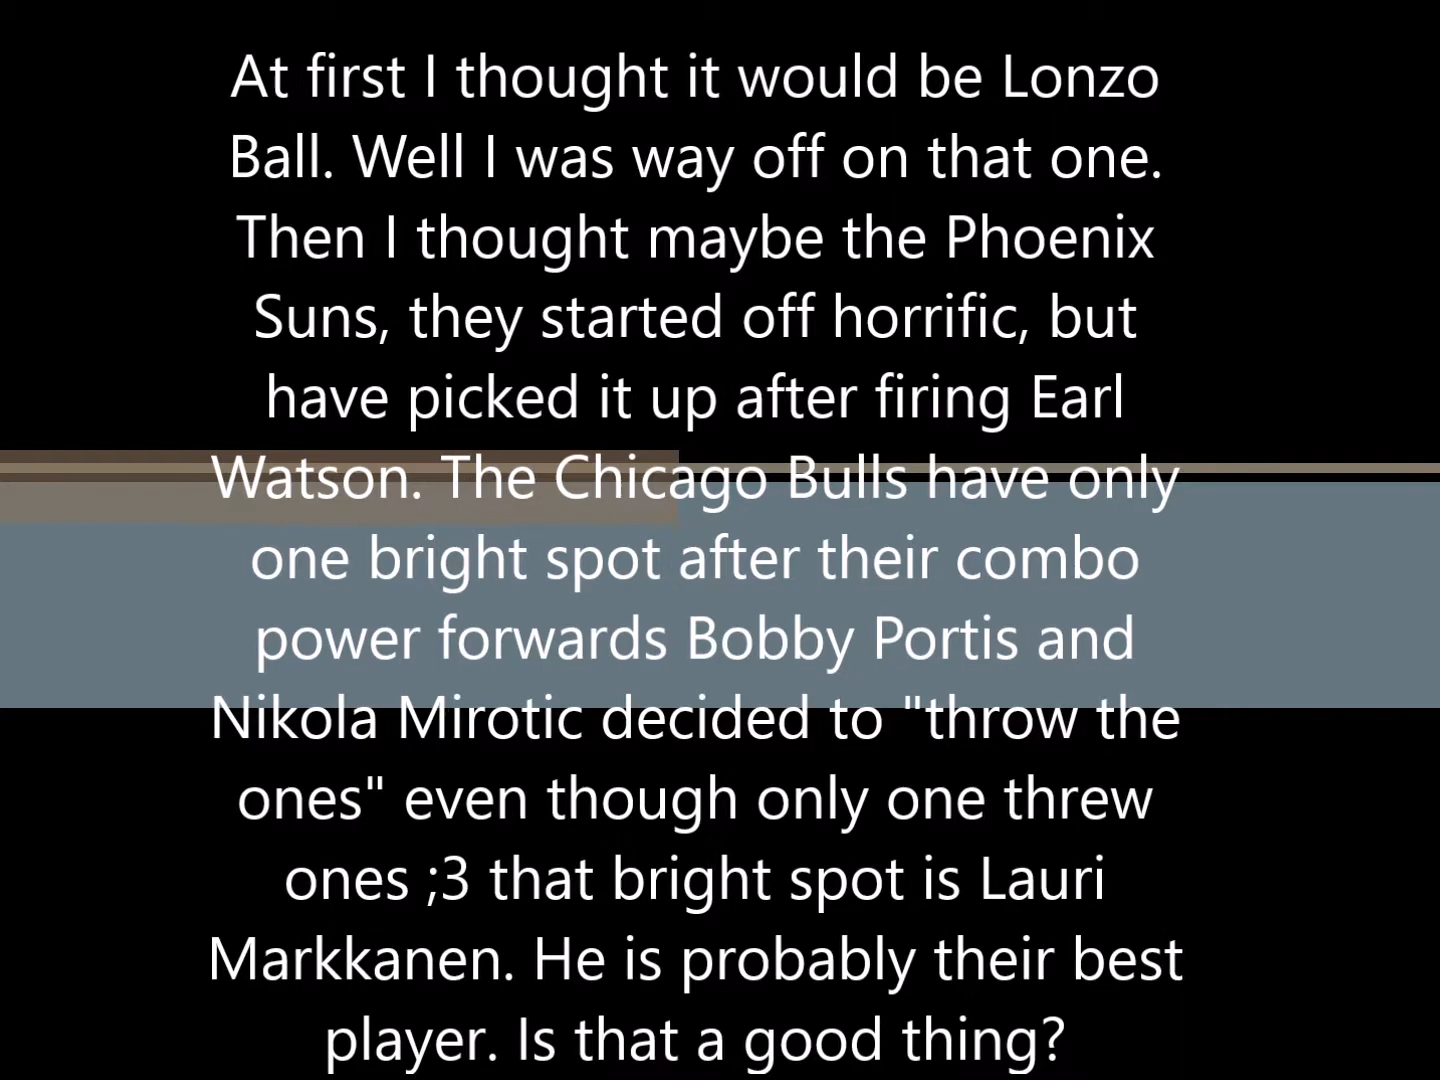 At first I thought it would be Lonzo
Ball. Well I was way off on that one.
Then I thought maybe the Phoenix
Suns, they started off horrific, but
have picked it up after firing Earl
Watson. The Chicago Bulls have only
one bright spot after their combo
power forwards Bobby Portis and
Nikola Mirotic decided to "throw the
ones" even though only one threw
ones ;3 that bright spot is Lauri
Markkanen. He is probably their best
player. Is that a good thing?